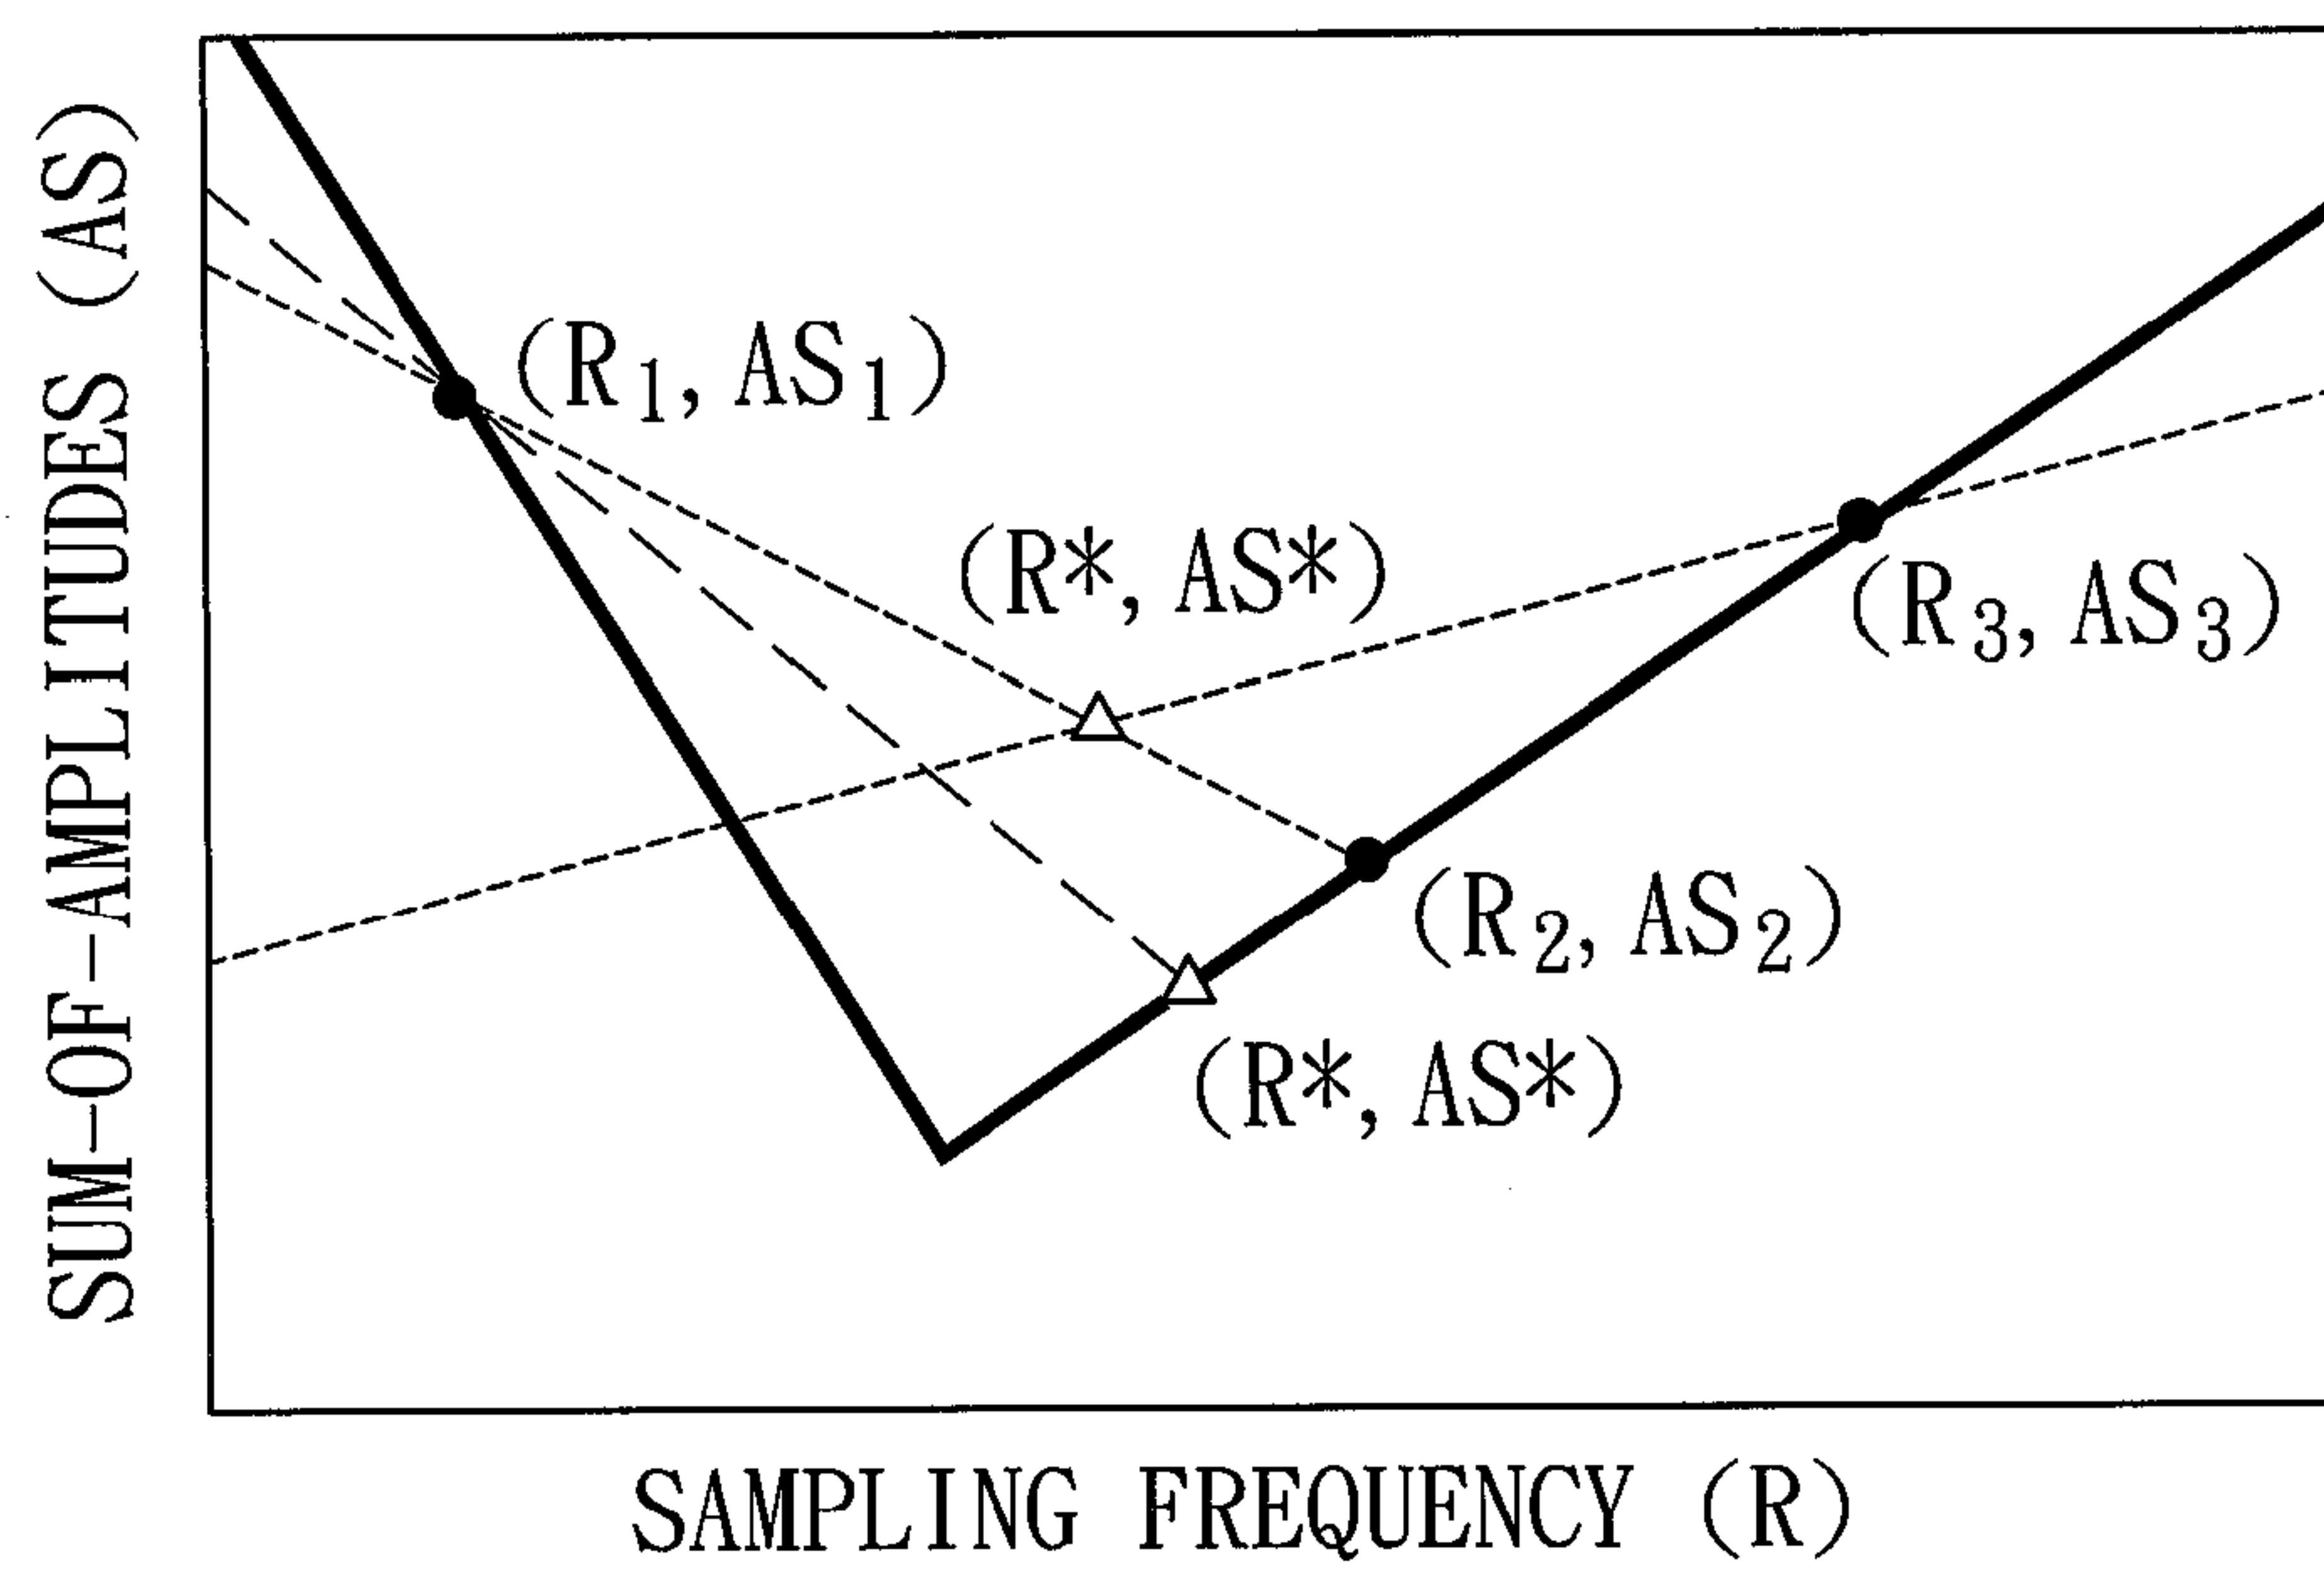 SUM-OF-AMPLITUDES (AS)
(R1, AS1)
(R*, AS*)
(R3, AS3)
(R2, AS2)
(R*, AS*)
SAMPLING FREQUENCY (R)